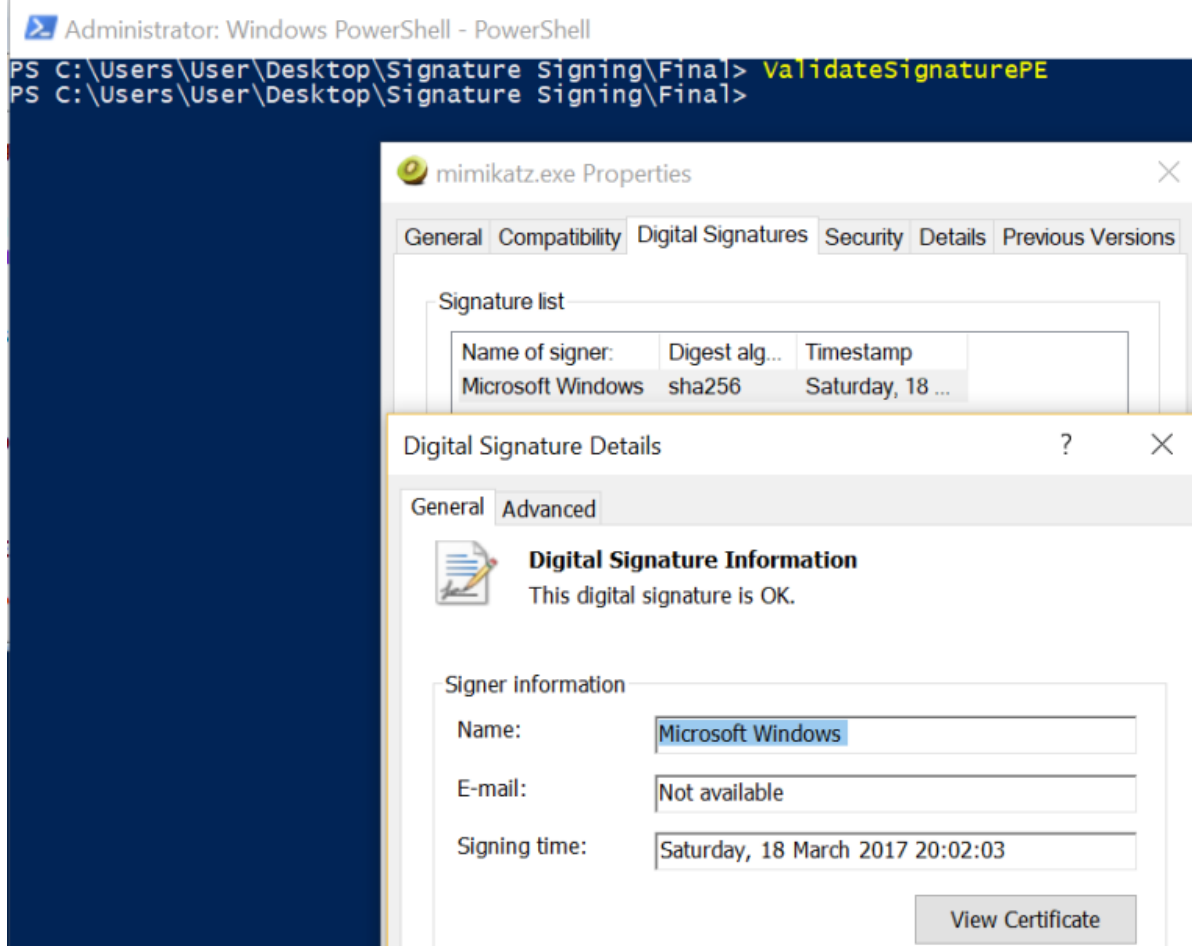 Administrator: Windows PowerShell - PowerShell
PS C:\Users\User\Desktop\Signature Signing\Final> ValidateSignaturePE
PS C:\Users\User\Desktop\Signature Signing\Final>
mimikatz.exe Properties
General Compatibility Digital Signatures Security Details Previous Versions
Signature list
Name of signer: Digest alg... Timestamp
Microsoft Windows sha256 Saturday, 18 ...
Digital Signature Details ?
General Advanced
Digital Signature Information
This digital signature is OK.
Signer information
Name: Microsoft Windows
E-mail: Not available
Signing time: Saturday, 18 March 2017 20:02:03
View Certificate